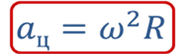 a_ц = ω²R